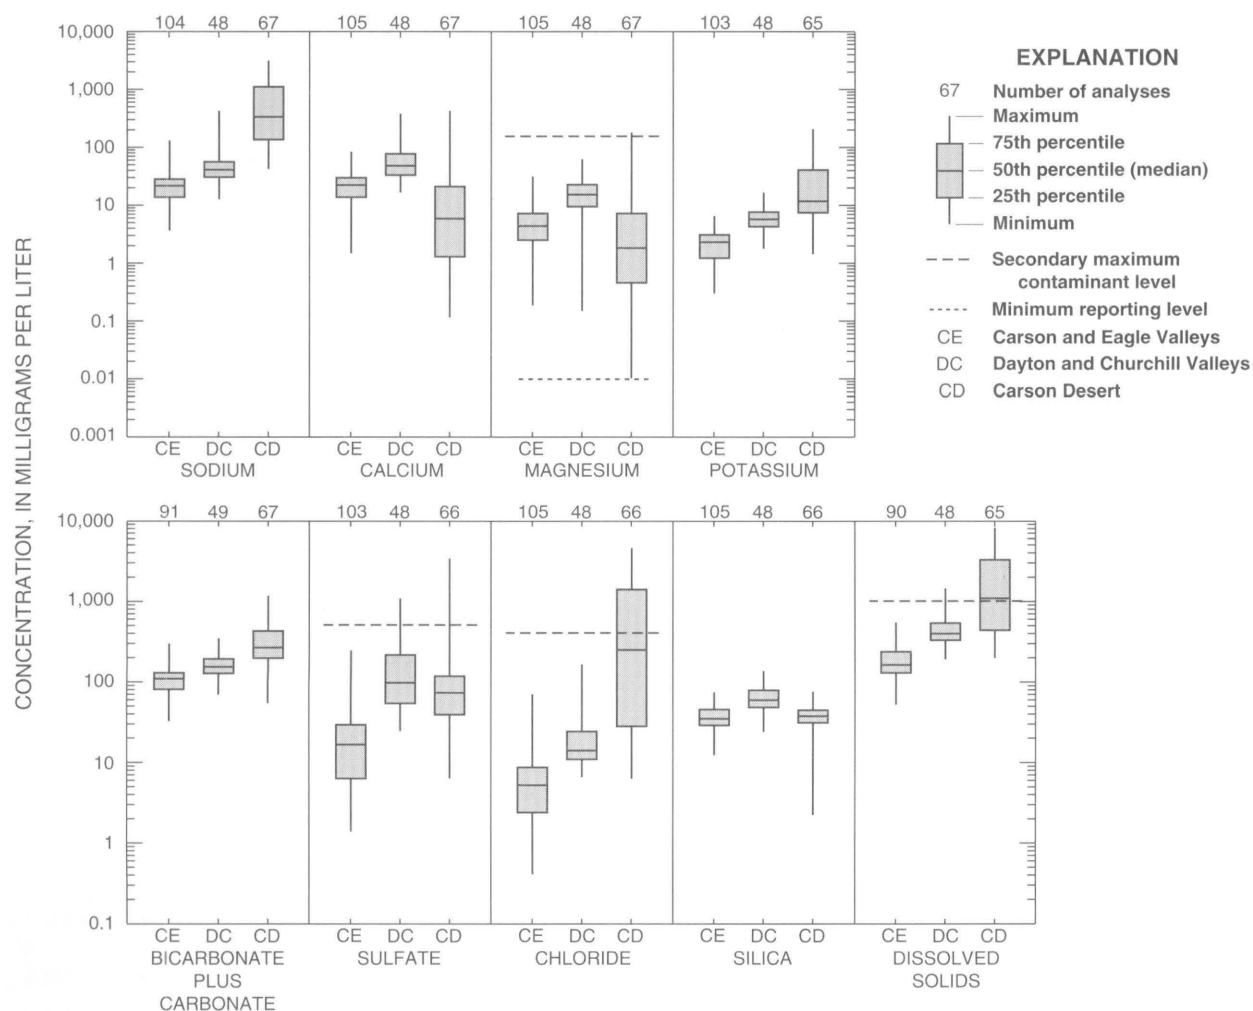 104 48 67 105 48 67 105 48 67 103 48 65
10,000
1,000
100
10
1
0.1
0.01
0.001
CE DC CD CE DC CD CE DC CD CE DC CD
SODIUM CALCIUM MAGNESIUM POTASSIUM
EXPLANATION
67 Number of analyses
Maximum
75th percentile
50th percentile (median)
25th percentile
Minimum
Secondary maximum
contaminant level
Minimum reporting level
CE Carson and Eagle Valleys
DC Dayton and Churchill Valleys
CD Carson Desert
CONCENTRATION, IN MILLIGRAMS PER LITER
91 49 67 103 48 66 105 48 66 105 48 66 90 48 65
10,000
1,000
100
10
1
0.1
CE DC CD CE DC CD CE DC CD CE DC CD CE DC CD
BICARBONATE SULFATE CHLORIDE SILICA DISSOLVED
PLUS SOLIDS
CARBONATE